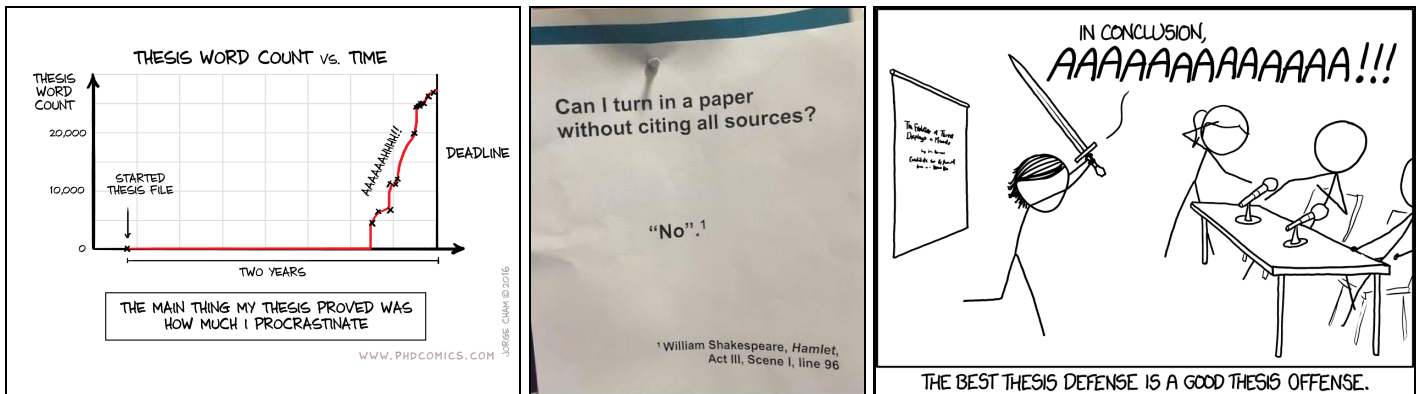 THESIS WORD COUNT VS. TIME
THESIS
WORD
COUNT
20,000
10,000
0
STARTED
THESIS FILE
AAAAAAHHHH!!
DEADLINE
TWO YEARS
THE MAIN THING MY THESIS PROVED WAS
HOW MUCH I PROCRASTINATE
WWW.PHDCOMICS.COM
JORGE CHAM © 2016
Can I turn in a paper
without citing all sources?
“No”.¹
¹ William Shakespeare, Hamlet,
Act III, Scene I, line 96
IN CONCLUSION,
AAAAAAAAAAAAAA!!!
THE BEST THESIS DEFENSE IS A GOOD THESIS OFFENSE.